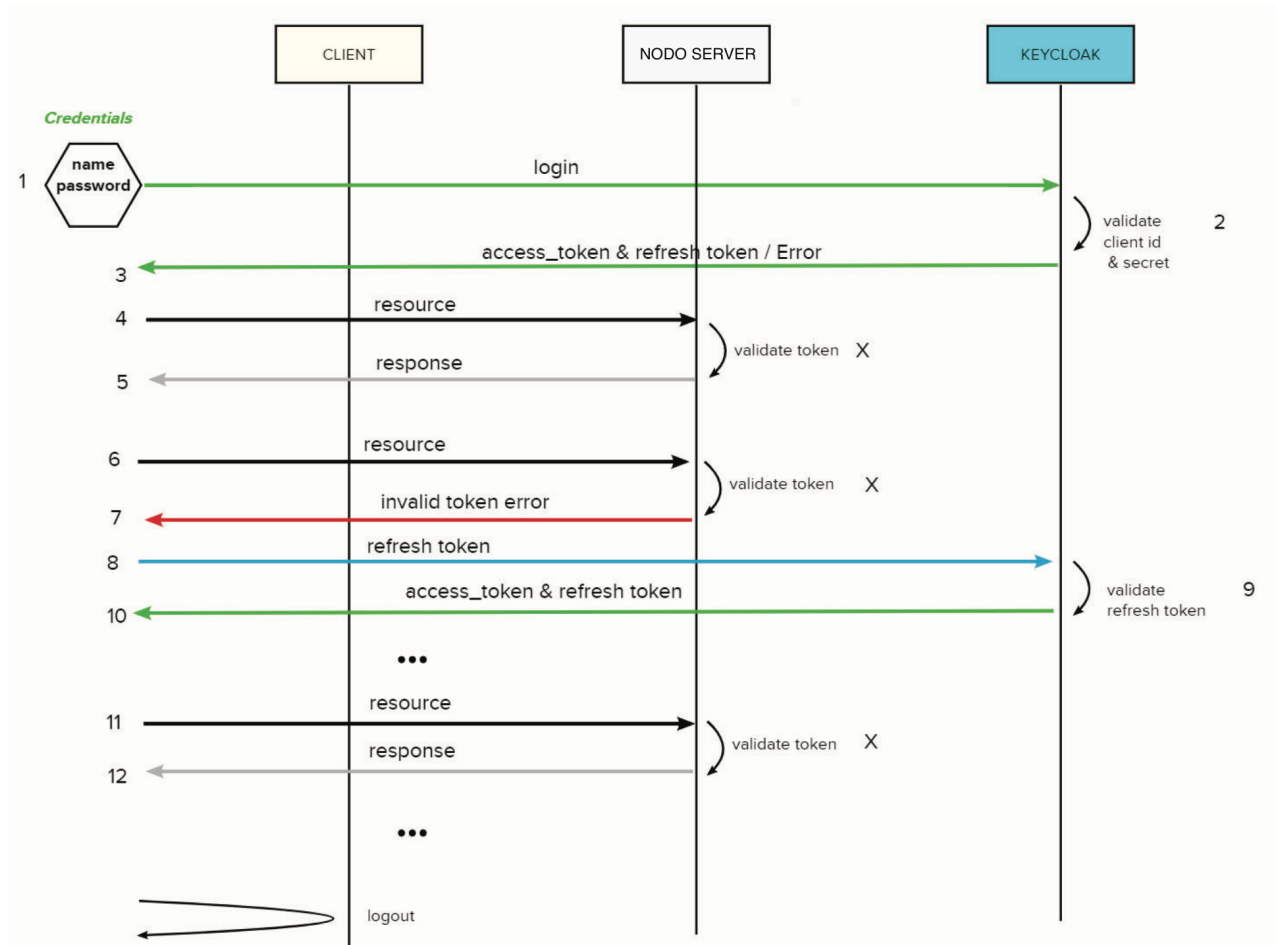 CLIENT
NODO SERVER
KEYCLOAK
Credentials
name
password
1
login
validate
client id
& secret
2
access_token & refresh token / Error
3
resource
4
validate token X
response
5
resource
6
validate token X
invalid token error
7
refresh token
8
validate
refresh token
9
access_token & refresh token
10
•••
resource
11
validate token X
response
12
•••
logout